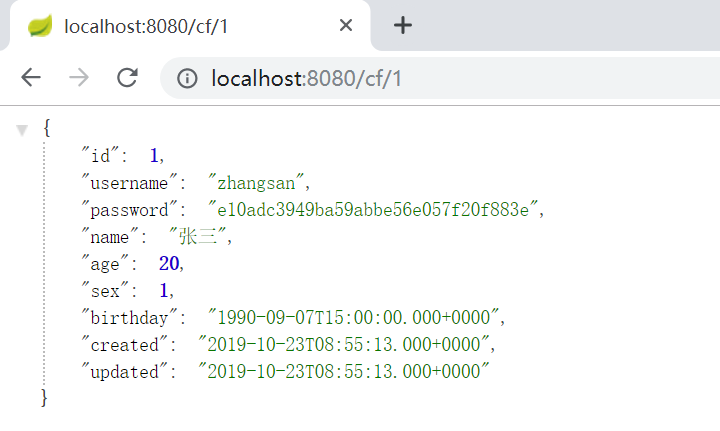 localhost:8080/cf/1
localhost:8080/cf/1
{
"id": 1,
"username": "zhangsan",
"password": "e10adc3949ba59abbe56e057f20f883e",
"name": "张三",
"age": 20,
"sex": 1,
"birthday": "1990-09-07T15:00:00.000+0000",
"created": "2019-10-23T08:55:13.000+0000",
"updated": "2019-10-23T08:55:13.000+0000"
}